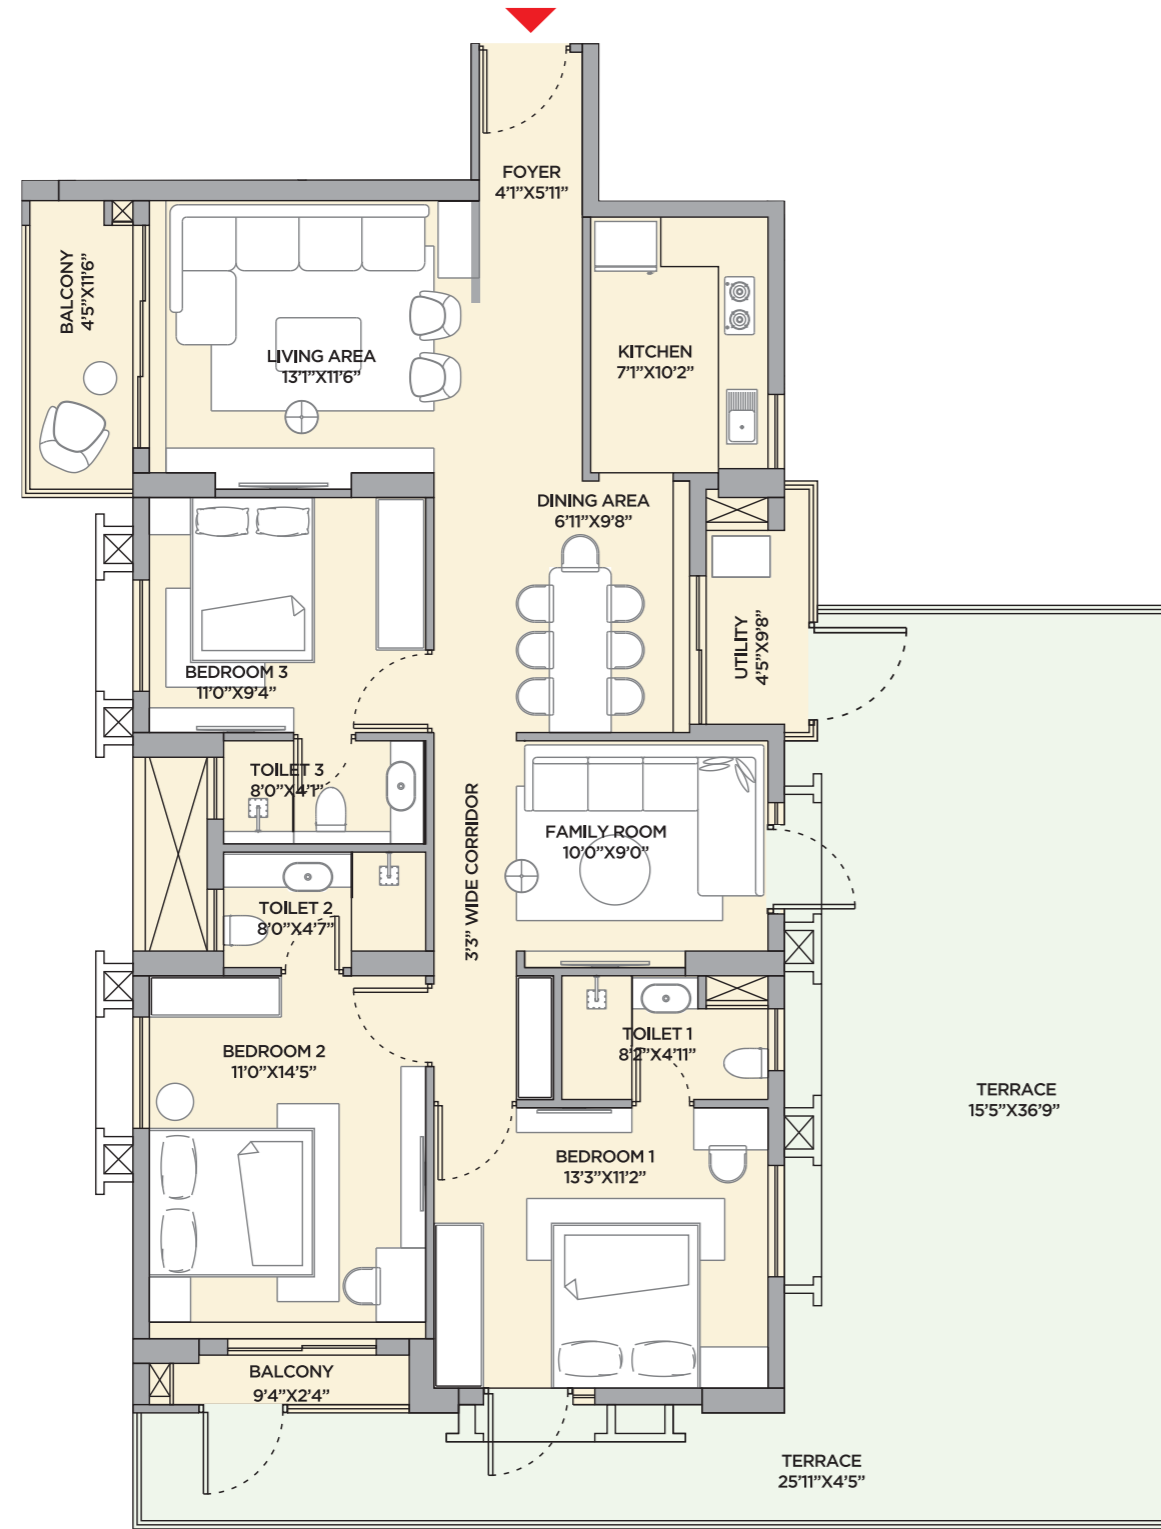 FOYER
4'1”X5'11”
BALCONY
4'5”X11'6”
LIVING AREA
13'1”X11'6”
KITCHEN
7'1”X10'2”
DINING AREA
6'11”X9'8”
BEDROOM 3
11'0”X9'4”
UTILITY
4'5”X9'8”
TOILET 3
8'0”X4'1”
FAMILY ROOM
10'0”X9'0”
3'3” WIDE CORRIDOR
TOILET 2
8'0”X4'7”
TOILET 1
8'2”X4'11”
BEDROOM 2
11'0”X14'5”
TERRACE
15'5”X36'9”
BEDROOM 1
13'3”X11'2”
BALCONY
9'4”X2'4”
TERRACE
25'11”X4'5”